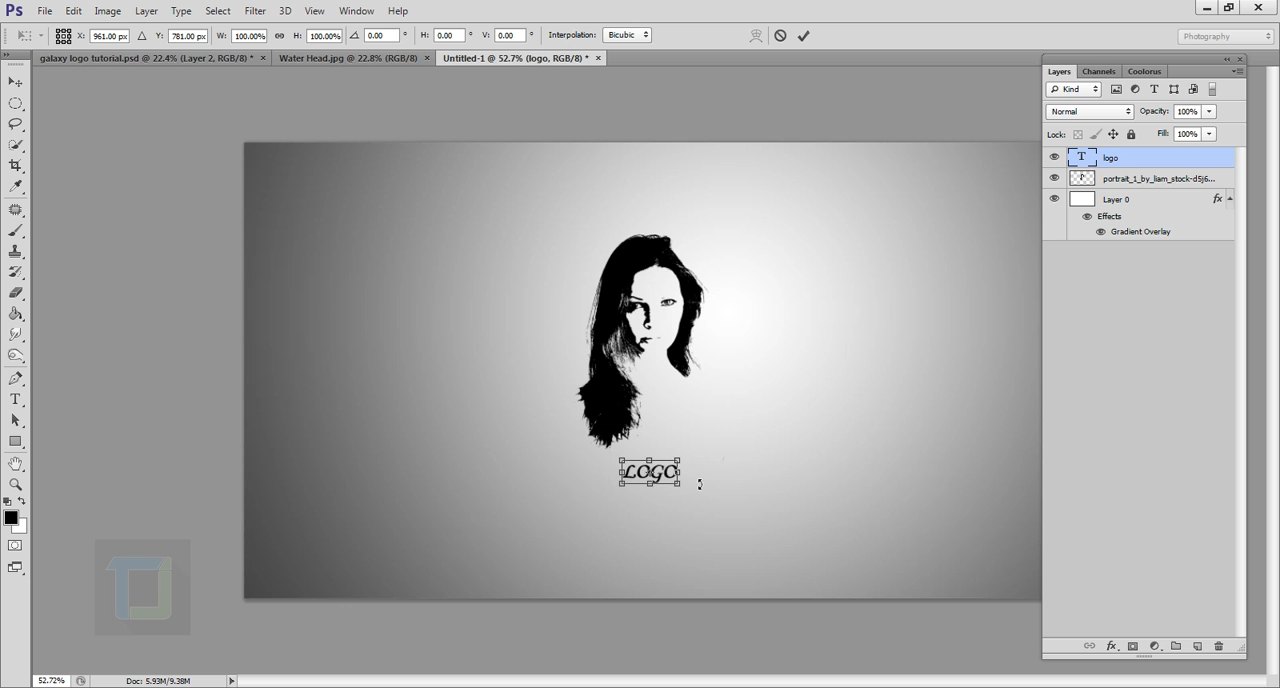 Ps File Edit Image Layer Type Select Filter 3D View Window Help
X: 961.00 px Y: 781.00 px W: 100.00% H: 100.00% 0.00 ° H: 0.00 ° V: 0.00 ° Interpolation: Bicubic Photography
galaxy logo tutorial.psd @ 22.4% (Layer 2, RGB/8) * × Water Head.jpg @ 22.8% (RGB/8) × Untitled-1 @ 52.7% (logo, RGB/8) * ×
Layers Channels Coolorus
Kind
Normal Opacity: 100%
Lock: Fill: 100%
T logo
portrait_1_by_liam_stock-d5j6...
Layer 0 fx
Effects
Gradient Overlay
LOGO
TJ
fx
52.72% Doc: 5.93M/9.38M